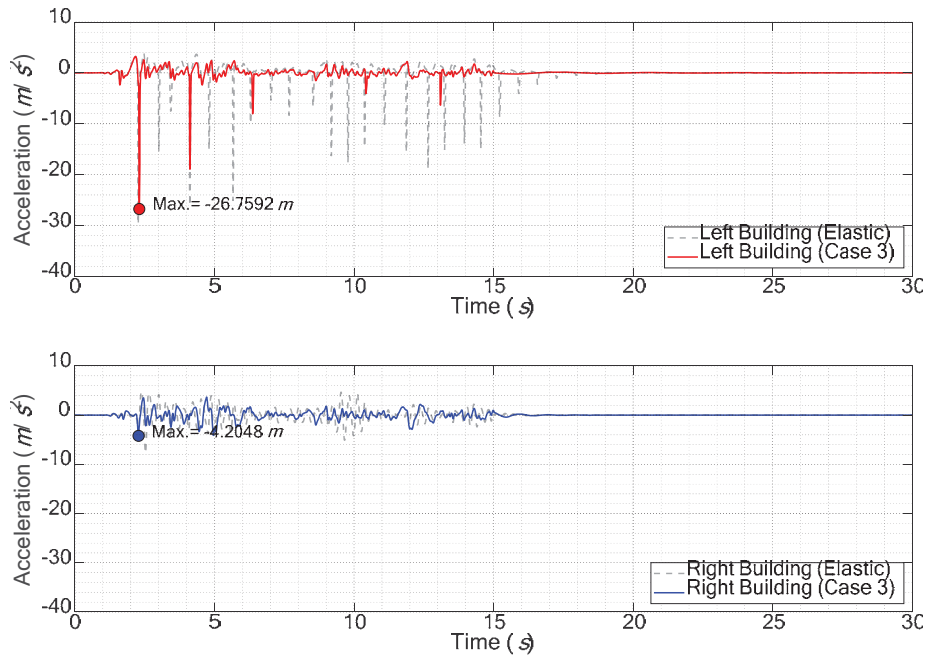 10
0
-10
-20
-30
-40
Acceleration (m/s²)
Max.= -26.7592 m
Left Building (Elastic)
Left Building (Case 3)
0 5 10 15 20 25 30
Time (s)
10
0
-10
-20
-30
-40
Acceleration (m/s²)
Max.= -4.2048 m
Right Building (Elastic)
Right Building (Case 3)
0 5 10 15 20 25 30
Time (s)